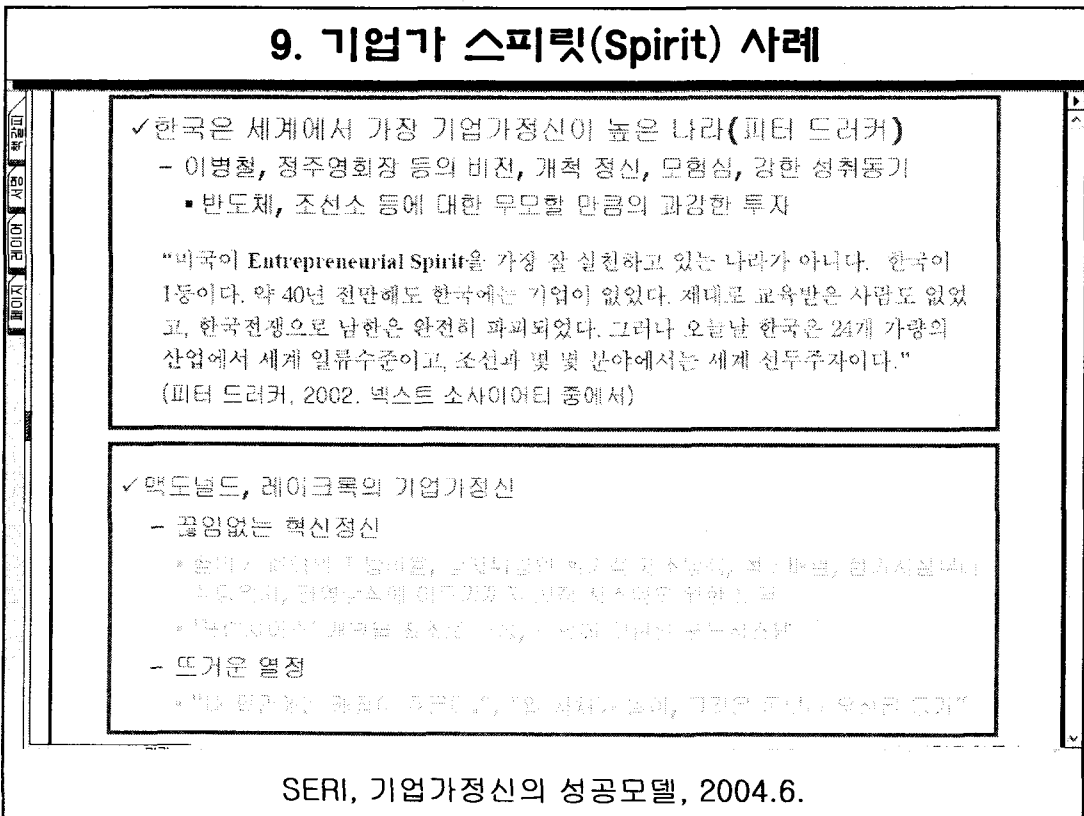 9. 기업가 스피릿(Spirit) 사례
책갈피
서명
레이어
페이지
✓한국은 세계에서 가장 기업가정신이 높은 나라(피터 드러커)
- 이병철, 정주영회장 등의 비전, 개척 정신, 모험심, 강한 성취동기
▪반도체, 조선소 등에 대한 무모할 만큼의 과감한 투자
"미국이 Entrepreneurial Spirit을 가장 잘 실천하고 있는 나라가 아니다. 한국이
1등이다. 약 40년 전만해도 한국에는 기업이 없었다. 제대로 교육받은 사람도 없었
고, 한국전쟁으로 남한은 완전히 파괴되었다. 그러나 오늘날 한국은 24개 가량의
산업에서 세계 일류수준이고, 조선과 몇 몇 분야에서는 세계 선두주자이다."
(피터 드러커, 2002. 넥스트 소사이어티 중에서)
✓맥도널드, 레이크록의 기업가정신
- 끊임없는 혁신정신
- 뜨거운 열정
SERI, 기업가정신의 성공모델, 2004.6.